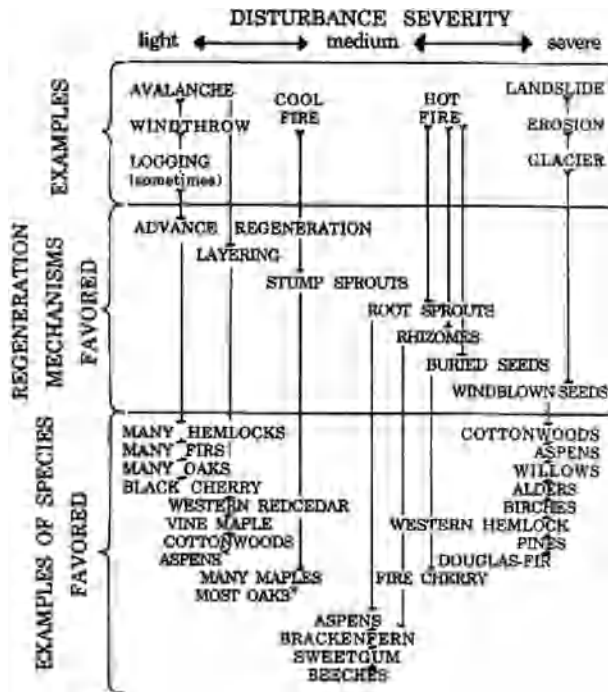 DISTURBANCE SEVERITY
light medium severe
EXAMPLES
AVALANCHE
WINDTHROW
LOGGING
(sometimes)
COOL
FIRE
HOT
FIRE
LANDSLIDE
EROSION
GLACIER
REGENERATION
MECHANISMS
FAVORED
ADVANCE REGENERATION
LAYERING
STUMP SPROUTS
ROOT SPROUTS
RHIZOMES
BURIED SEEDS
WINDBLOWN SEEDS
EXAMPLES OF SPECIES
FAVORED
MANY HEMLOCKS
MANY FIRS
MANY OAKS
BLACK CHERRY
WESTERN REDCEDAR
VINE MAPLE
COTTONWOODS
ASPENS
MANY MAPLES
MOST OAKS
ASPENS
BRACKENFERN
SWEETGUM
BEECHES
FIRE CHERRY
COTTONWOODS
ASPENS
WILLOWS
ALDERS
BIRCHES
WESTERN HEMLOCK
PINES
DOUGLAS-FIR